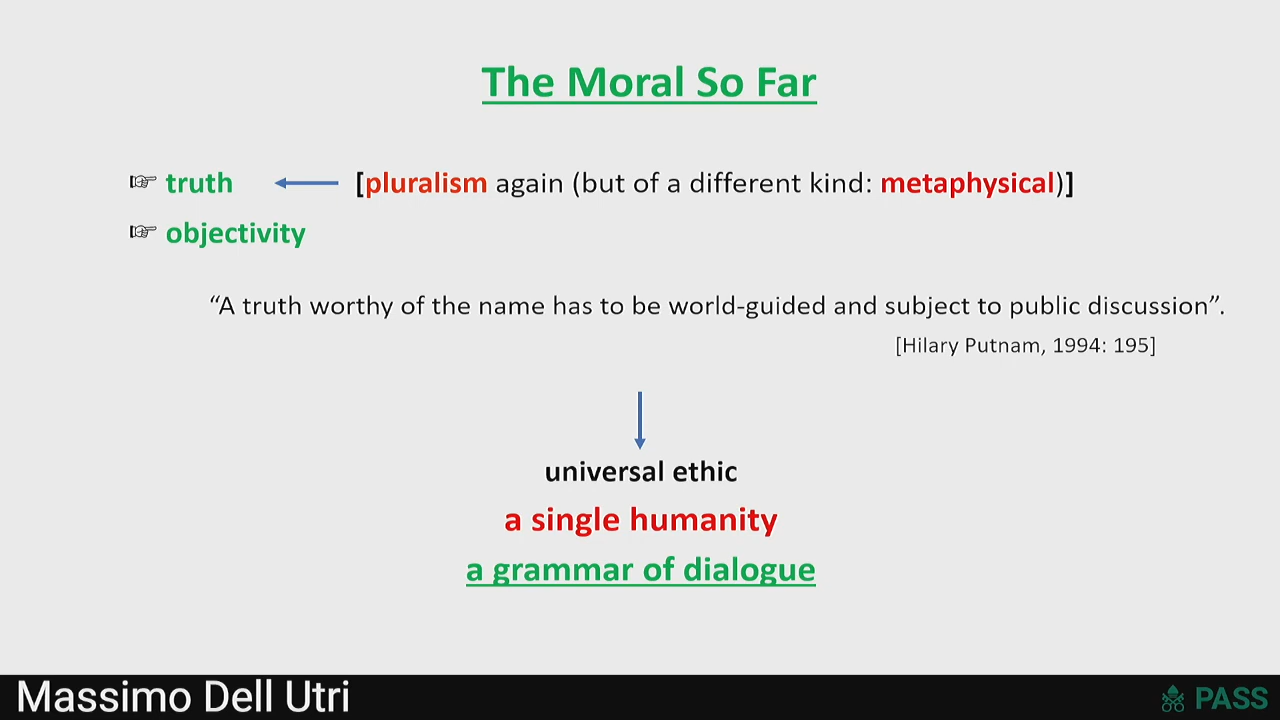 The Moral So Far
☞ truth ← [pluralism again (but of a different kind: metaphysical)]
☞ objectivity
“A truth worthy of the name has to be world-guided and subject to public discussion”.
[Hilary Putnam, 1994: 195]
universal ethic
a single humanity
a grammar of dialogue
Massimo Dell Utri
PASS